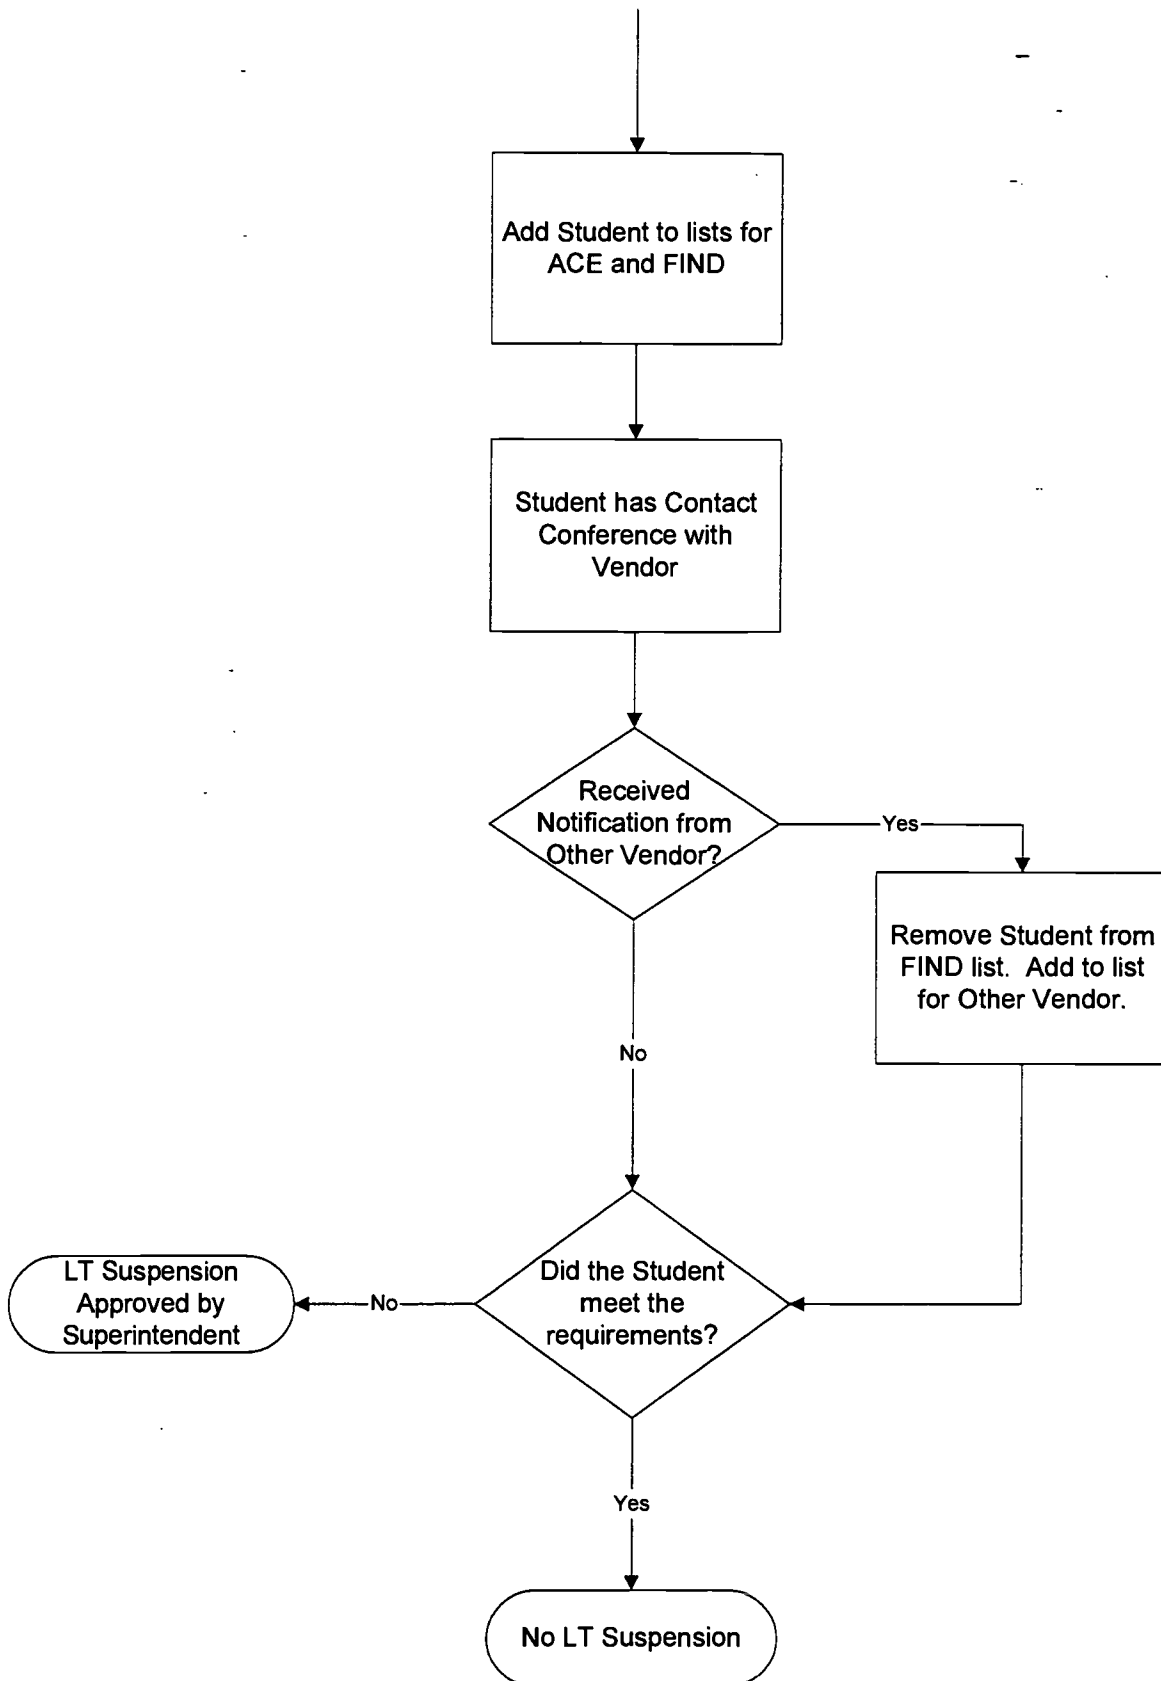 Add Student to lists for
ACE and FIND
Student has Contact
Conference with
Vendor
Received
Notification from
Other Vendor?
Yes
Remove Student from
FIND list.  Add to list
for Other Vendor.
No
Did the Student
meet the
requirements?
No
LT Suspension
Approved by
Superintendent
Yes
No LT Suspension